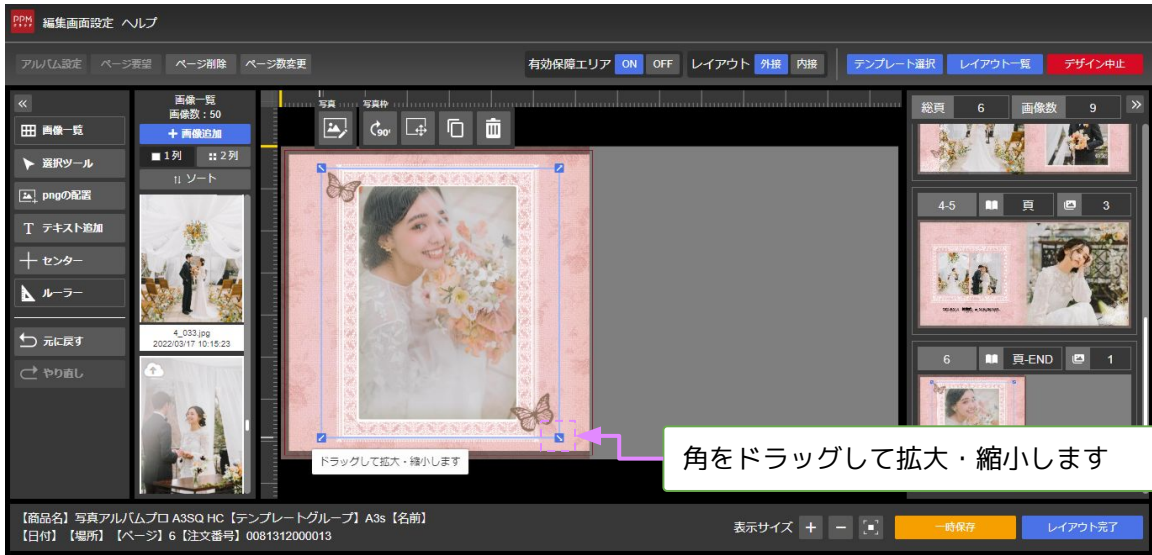 PPM 編集画面設定 ヘルプ
アルバム設定 ページ要望 ページ削除 ページ数変更 有効保障エリア ON OFF レイアウト 外接 内接 テンプレート選択 レイアウト一覧 デザイン中止
«
画像一覧
選択ツール
pngの配置
T テキスト追加
センター
ルーラー
元に戻す
やり直し
画像一覧
画像数：50
+ 画像追加
1列 2列
⇅ ソート
4_033.jpg
2022/03/17 10:15:23
写真 写真枠
90°
ドラッグして拡大・縮小します
角をドラッグして拡大・縮小します
総頁 6 画像数 9 »
4-5 頁 3
6 頁-END 1
【商品名】写真アルバムプロ A3SQ HC【テンプレートグループ】A3s【名前】
【日付】【場所】【ページ】6【注文番号】0081312000013
表示サイズ + − 一時保存 レイアウト完了